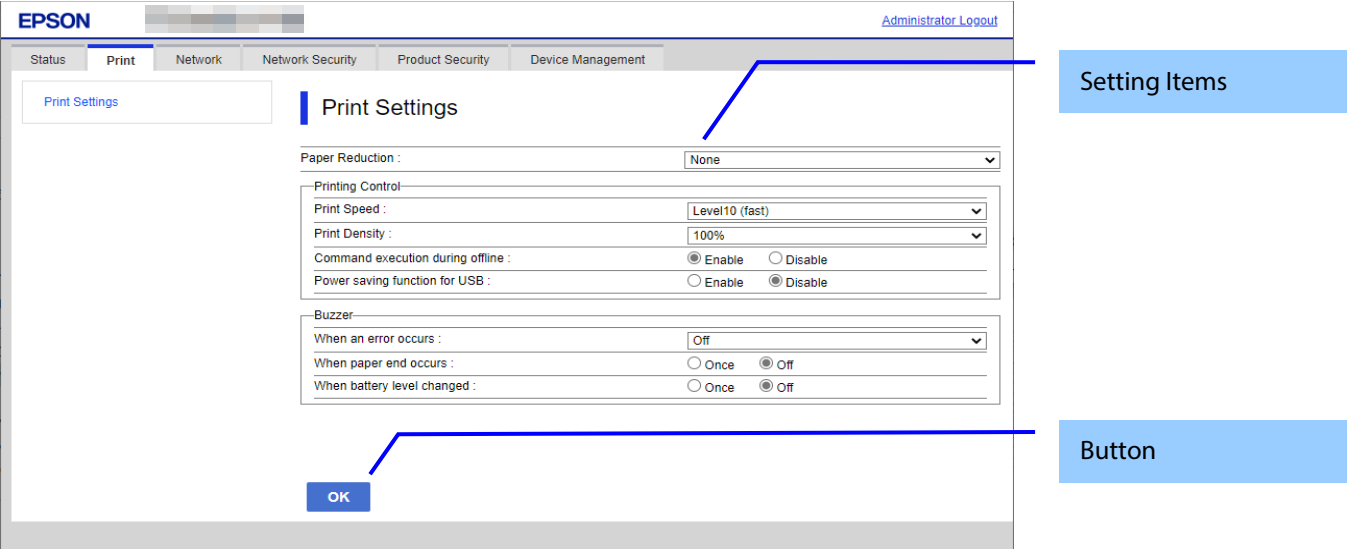 EPSON
Administrator Logout
Status Print Network Network Security Product Security Device Management
Print Settings
Print Settings
Paper Reduction : None
Printing Control
Print Speed : Level10 (fast)
Print Density : 100%
Command execution during offline : Enable Disable
Power saving function for USB : Enable Disable
Buzzer
When an error occurs : Off
When paper end occurs : Once Off
When battery level changed : Once Off
OK
Setting Items
Button